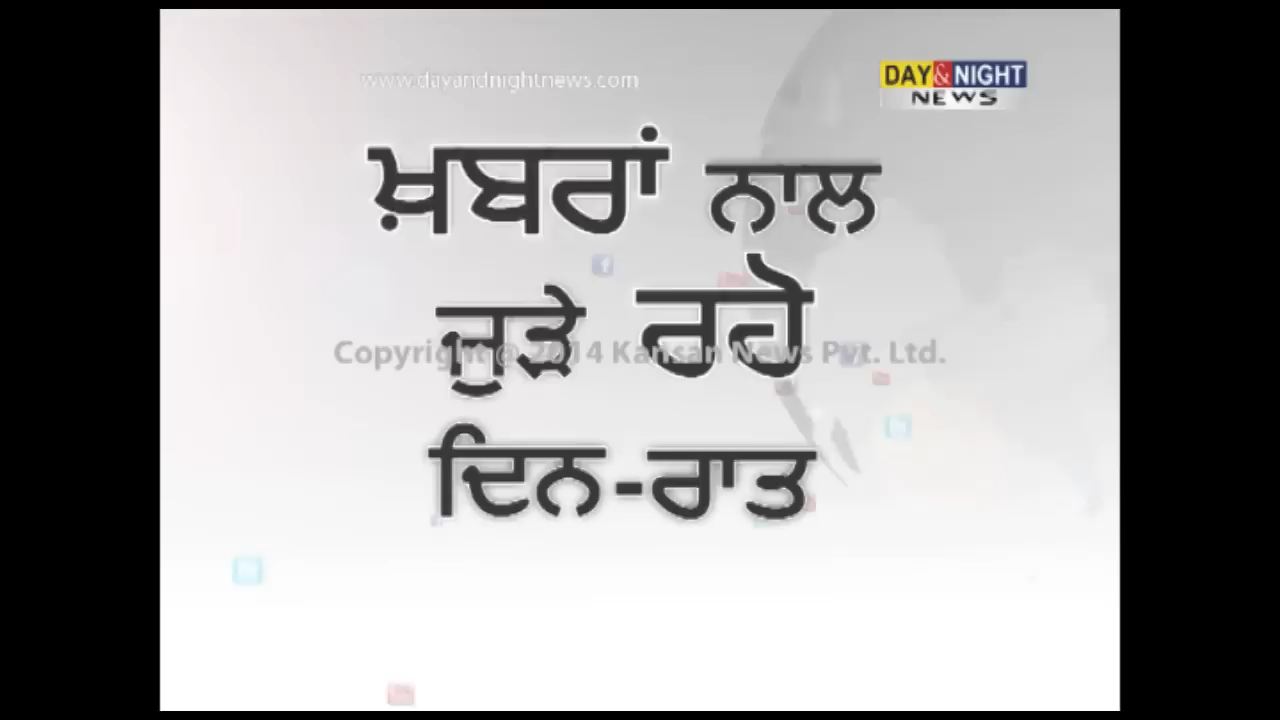 www.dayandnightnews.com
DAY & NIGHT
NEWS
ਖ਼ਬਰਾਂ ਨਾਲ
ਜੁੜੇ ਰਹੋ
Copyright @ 2014 Kansan News Pvt. Ltd.
ਦਿਨ-ਰਾਤ